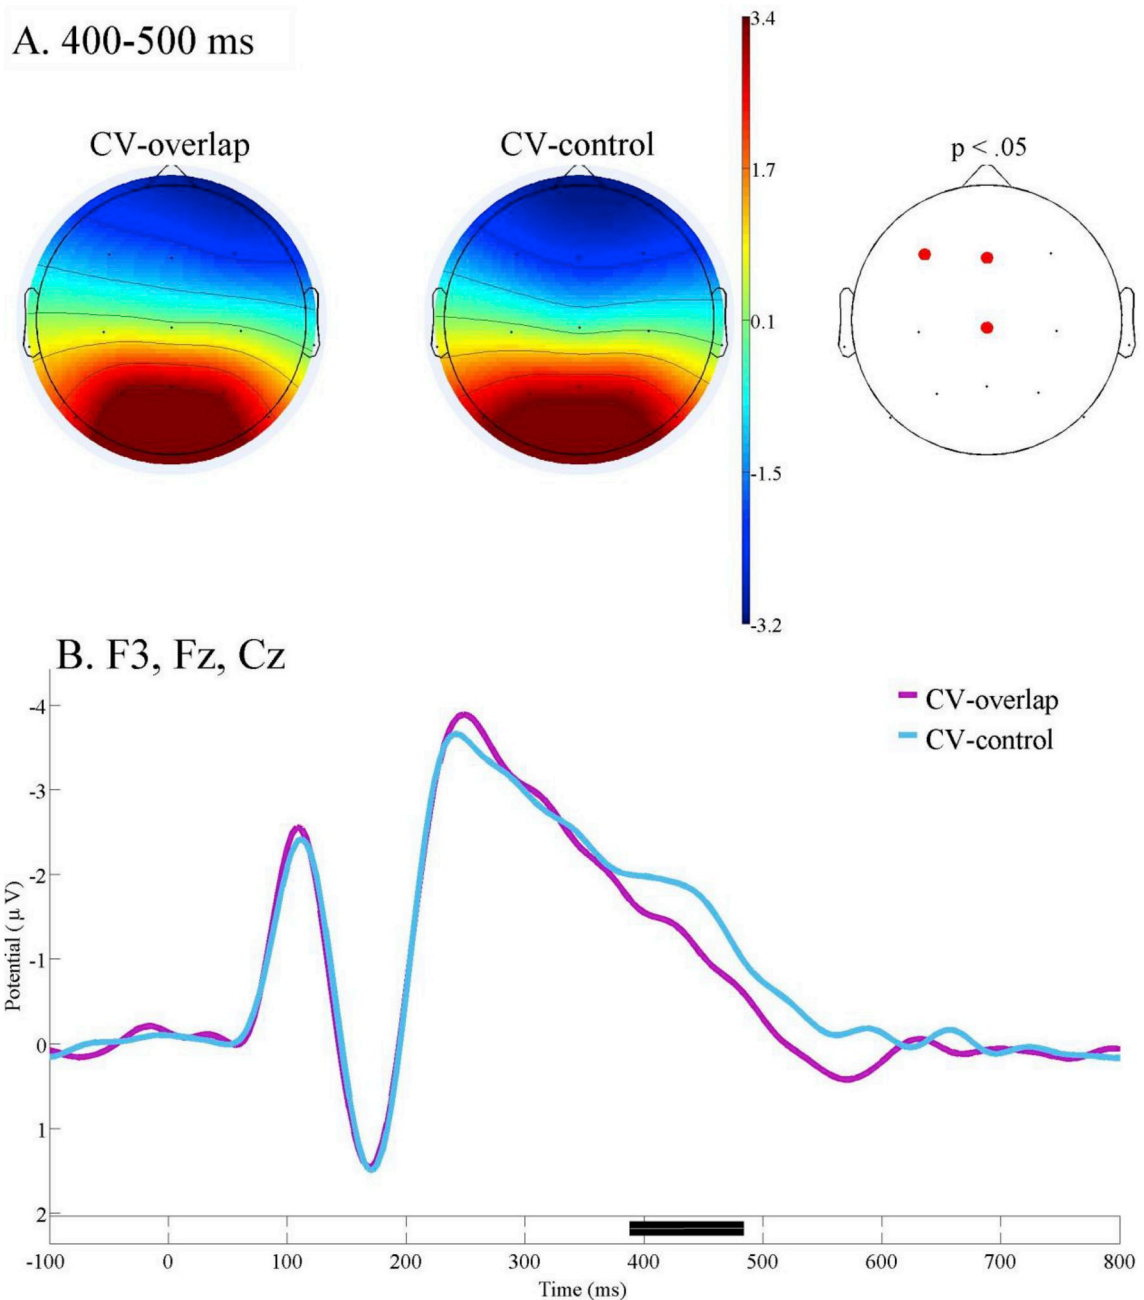 A. 400-500 ms
CV-overlap
CV-control
p < .05
3.4
1.7
0.1
-1.5
-3.2
B. F3, Fz, Cz
CV-overlap
CV-control
Potential (μ V)
-4
-3
-2
-1
0
1
2
-100 0 100 200 300 400 500 600 700 800
Time (ms)